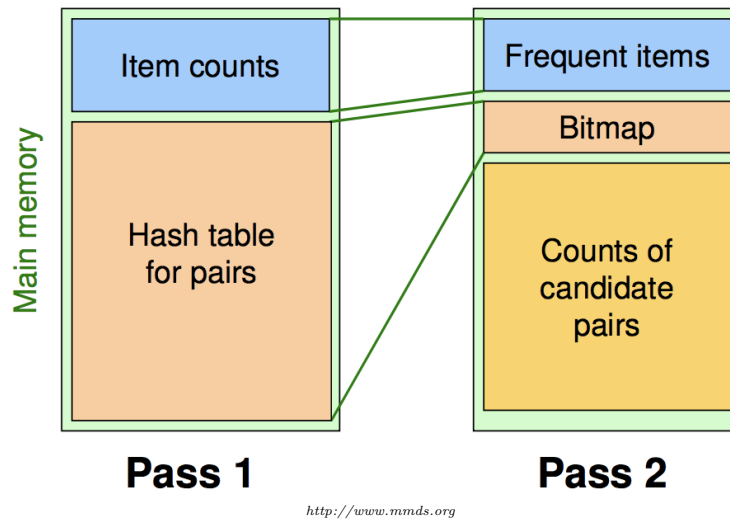 Main memory
Item counts
Hash table
for pairs
Pass 1
Frequent items
Bitmap
Counts of
candidate
pairs
Pass 2
http://www.mmds.org